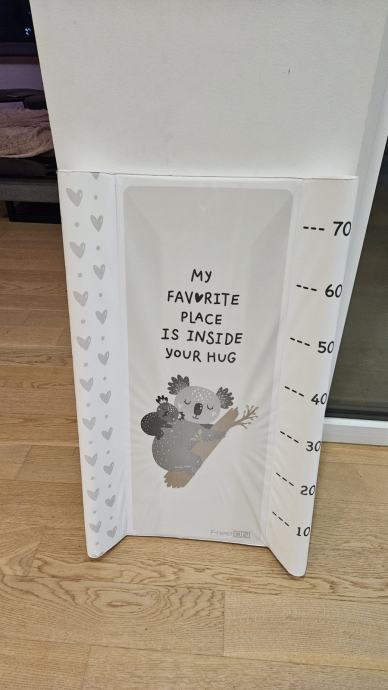 MY
FAVORITE
PLACE
IS INSIDE
YOUR HUG
--- 70
--- 60
--- 50
--- 40
--- 30
--- 20
--- 10